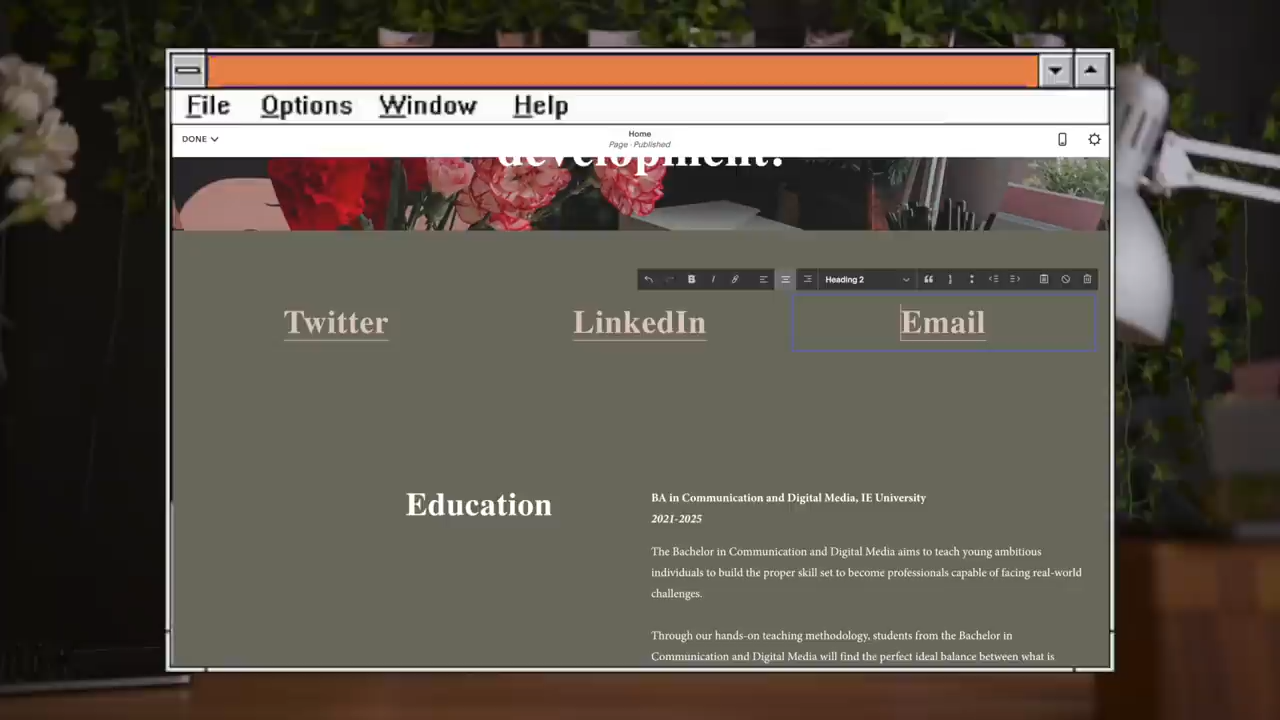 File Options Window Help
DONE
Home
Page · Published
development.
Heading 2
Twitter LinkedIn Email
Education
BA in Communication and Digital Media, IE University
2021-2025
The Bachelor in Communication and Digital Media aims to teach young ambitious
individuals to build the proper skill set to become professionals capable of facing real-world
challenges.
Through our hands-on teaching methodology, students from the Bachelor in
Communication and Digital Media will find the perfect ideal balance between what is